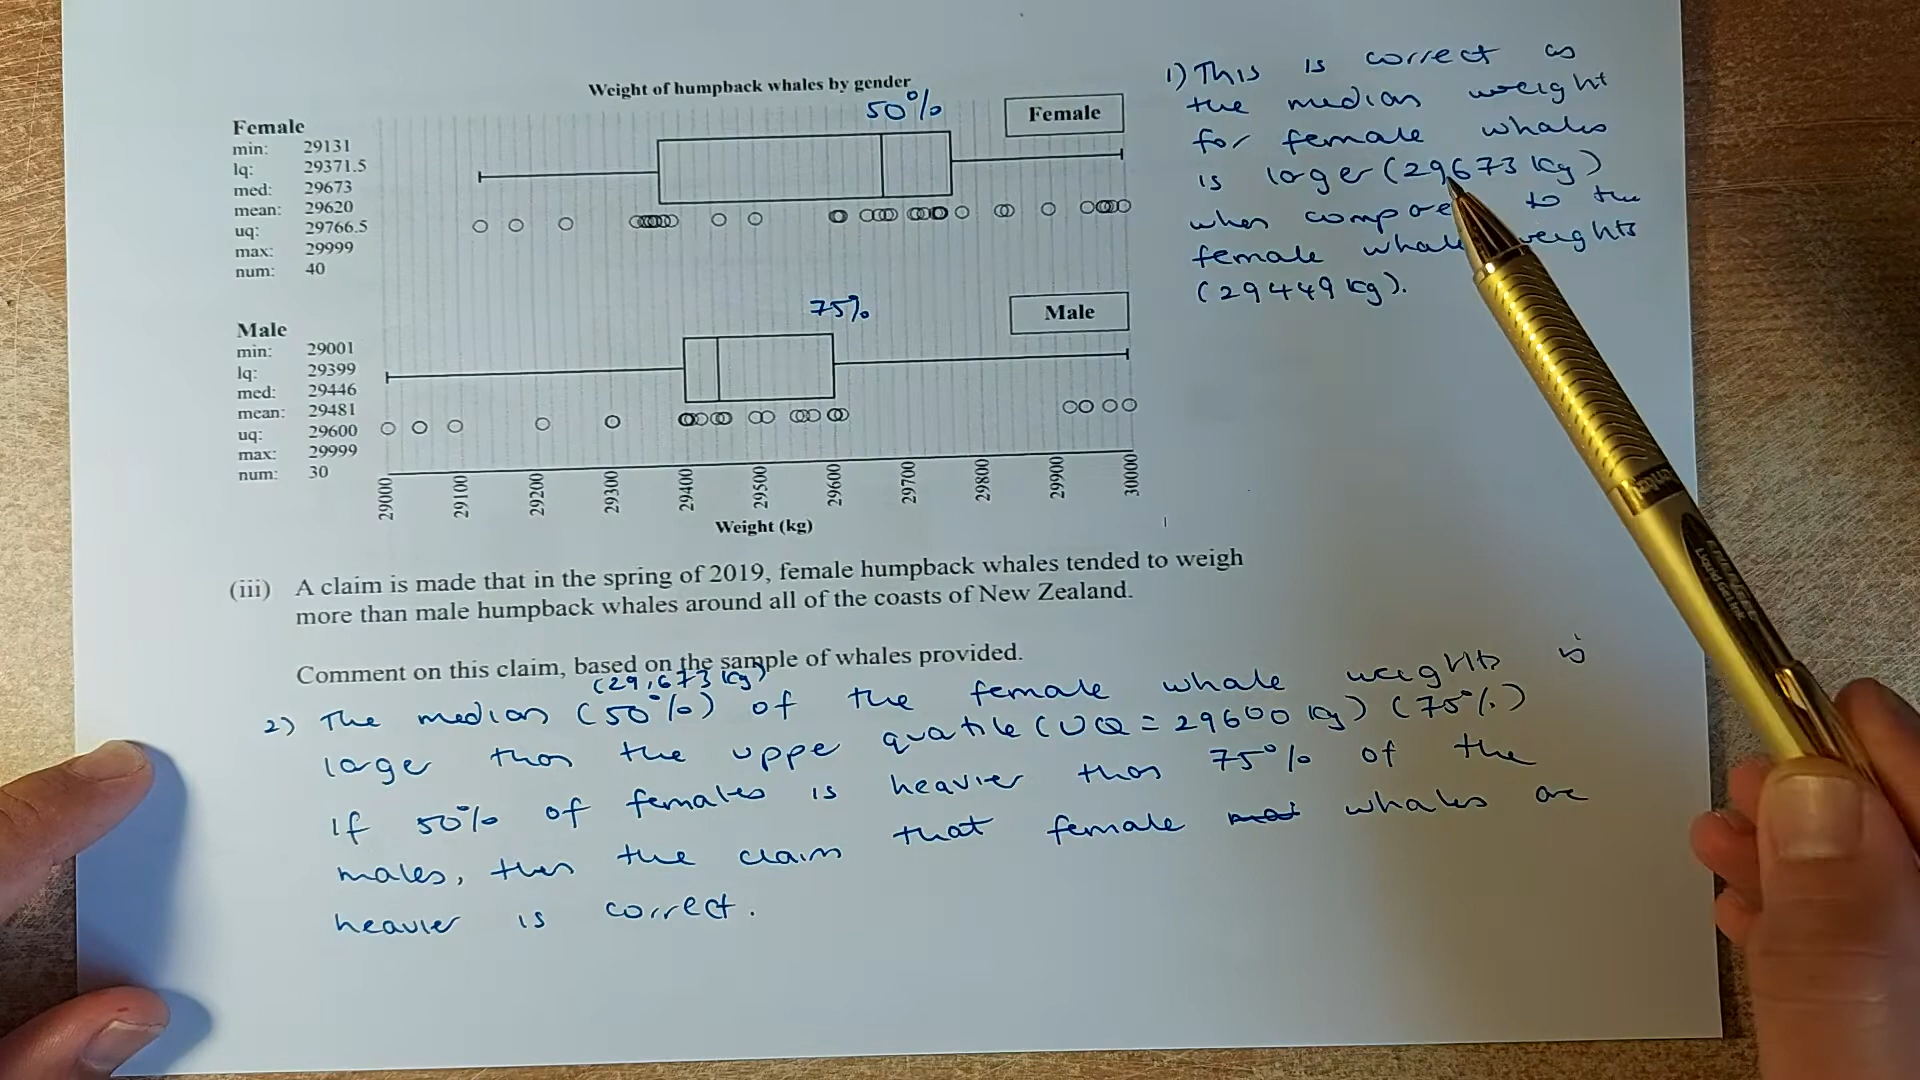 Weight of humpback whales by gender
50%
Female
Female
min: 29131
lq: 29371.5
med: 29673
mean: 29620
uq: 29766.5
max: 29999
num: 40
75%
Male
Male
min: 29001
lq: 29399
med: 29446
mean: 29481
uq: 29600
max: 29999
num: 30
29000 29100 29200 29300 29400 29500 29600 29700 29800 29900 30000
Weight (kg)
1) This is correct as
the median weight
for female whales
is larger (29673 kg)
when compare to the
female whale weights
(29449 kg).
(iii) A claim is made that in the spring of 2019, female humpback whales tended to weigh
more than male humpback whales around all of the coasts of New Zealand.
Comment on this claim, based on the sample of whales provided.
(29,673 kg)
2) The median (50%) of the female whale weights is
larger than the uppe quatile (UQ = 29600 kg) (75%.)
If 50% of females is heavier than 75% of the
males, then the claim that female whales are
heavier is correct.